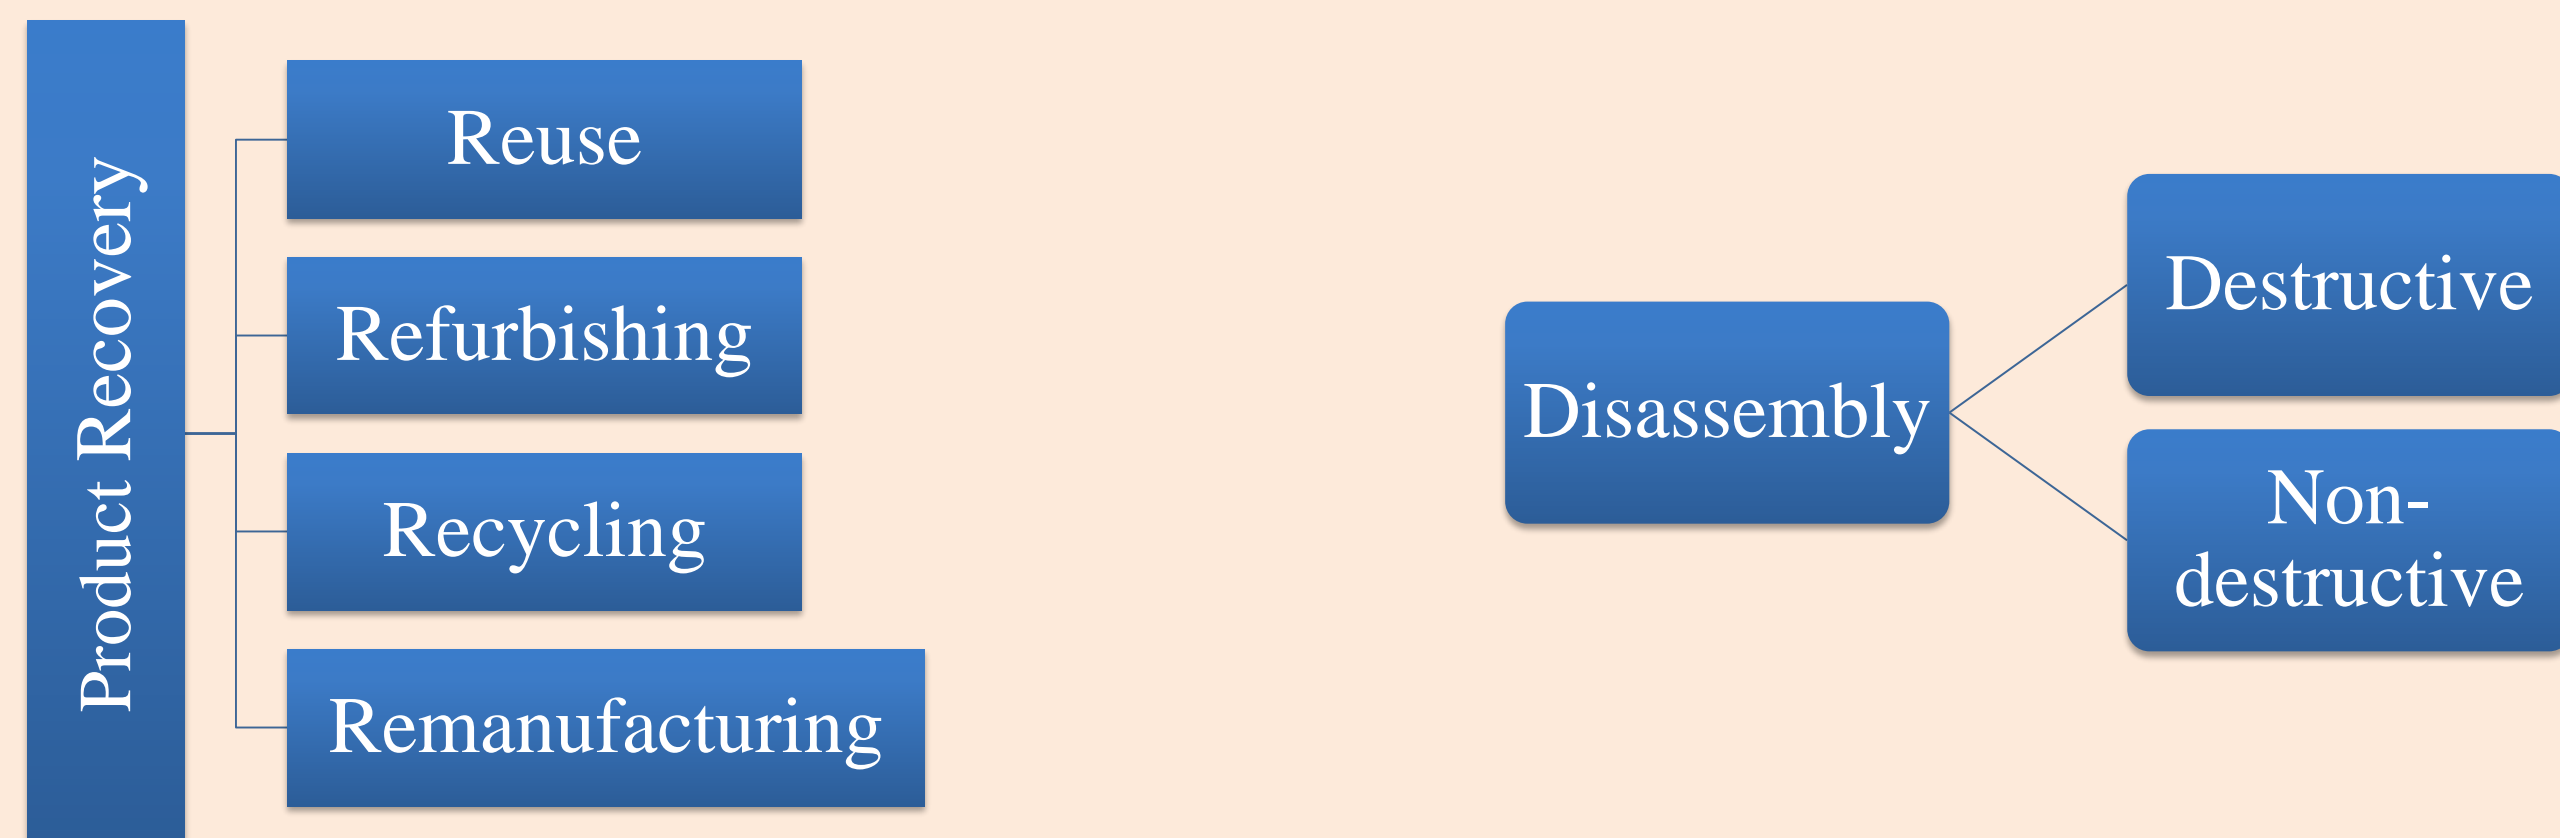 Product Recovery
Reuse
Refurbishing
Recycling
Remanufacturing
Disassembly
Destructive
Non-
destructive